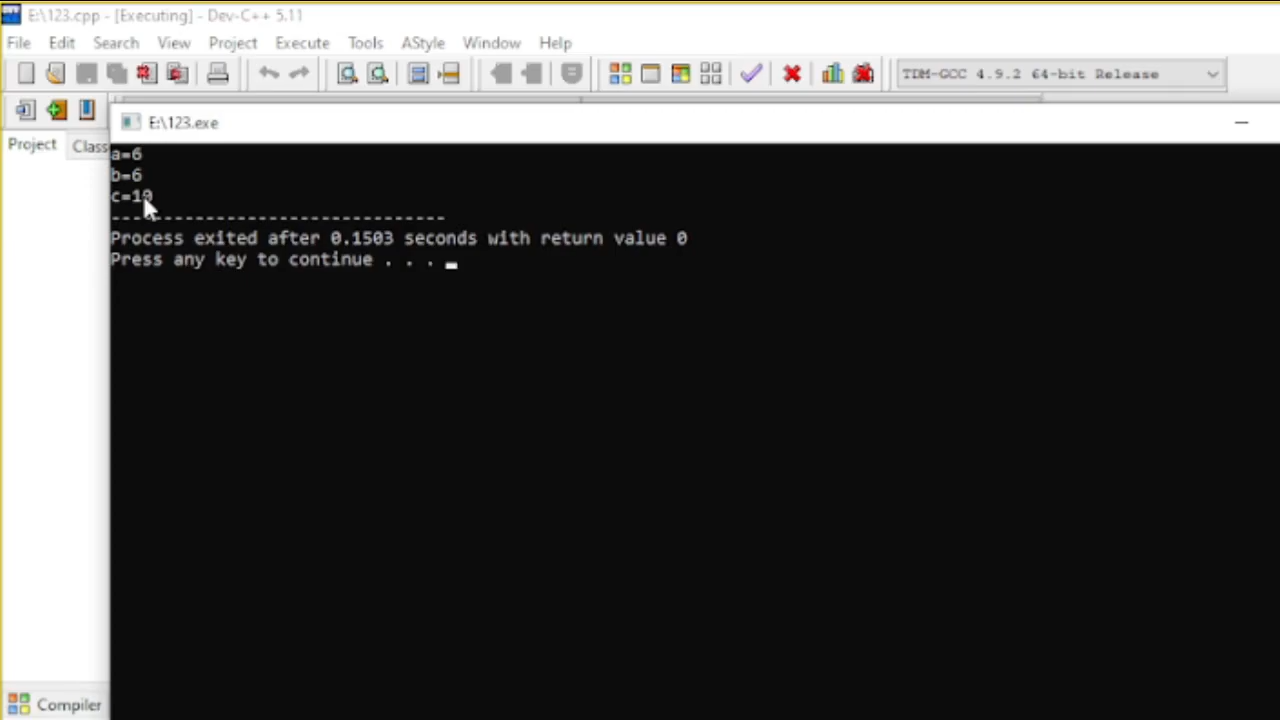 E:\123.cpp - [Executing] - Dev-C++ 5.11
File Edit Search View Project Execute Tools AStyle Window Help
TDM-GCC 4.9.2 64-bit Release
E:\123.exe
Project Class
a=6
b=6
c=10
--------------------------------
Process exited after 0.1503 seconds with return value 0
Press any key to continue . . .
Compiler